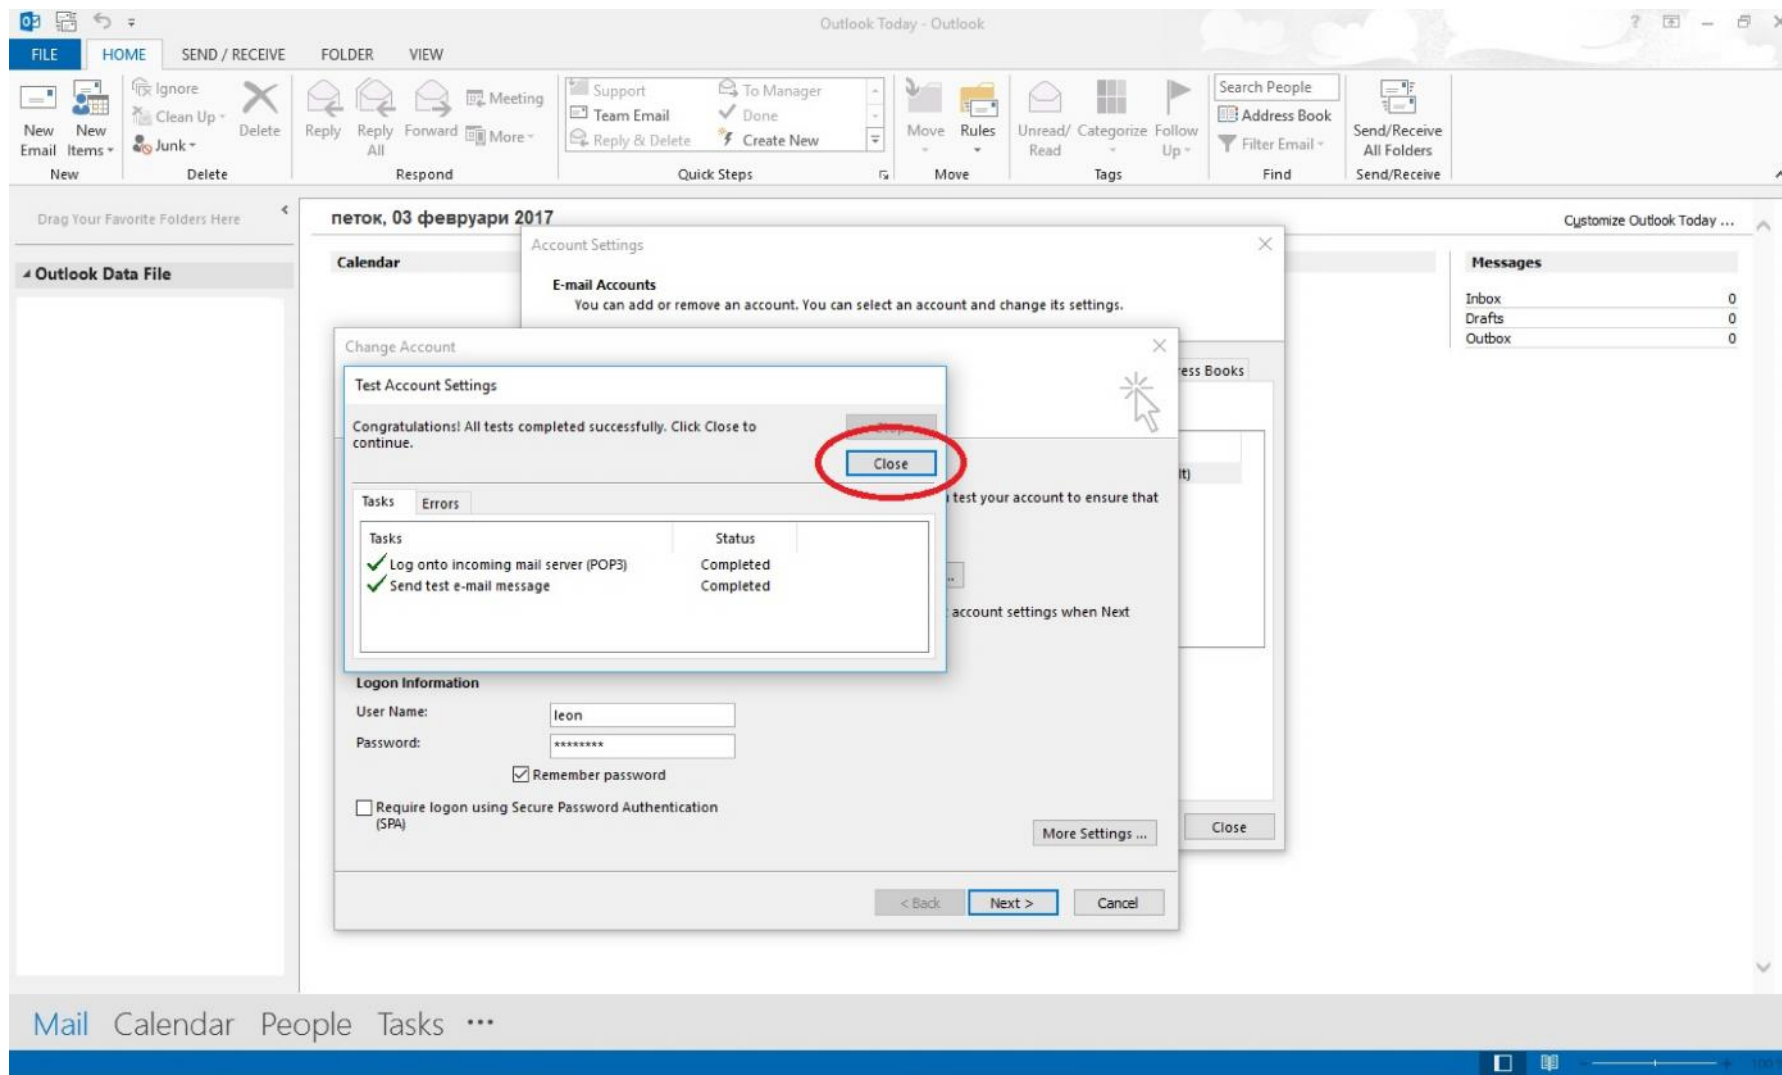 Outlook Today - Outlook
FILE HOME SEND / RECEIVE FOLDER VIEW
New Email
New Items
New
Ignore
Clean Up
Junk
Delete
Delete
Reply
Reply All
Forward
Meeting
More
Respond
Support
Team Email
Reply & Delete
To Manager
Done
Create New
Quick Steps
Move
Rules
Move
Unread/ Read
Categorize
Follow Up
Tags
Search People
Address Book
Filter Email
Find
Send/Receive All Folders
Send/Receive
Drag Your Favorite Folders Here
Outlook Data File
петок, 03 февруари 2017
Customize Outlook Today ...
Calendar
Messages
Inbox 0
Drafts 0
Outbox 0
Account Settings
E-mail Accounts
You can add or remove an account. You can select an account and change its settings.
ress Books
lt)
Close
Change Account
test your account to ensure that
...
account settings when Next
Test Account Settings
Congratulations! All tests completed successfully. Click Close to
continue.
Stop
Close
Tasks Errors
Tasks Status
Log onto incoming mail server (POP3) Completed
Send test e-mail message Completed
Logon Information
User Name: leon
Password: ********
Remember password
Require logon using Secure Password Authentication
(SPA)
More Settings ...
< Back Next > Cancel
Mail Calendar People Tasks ...